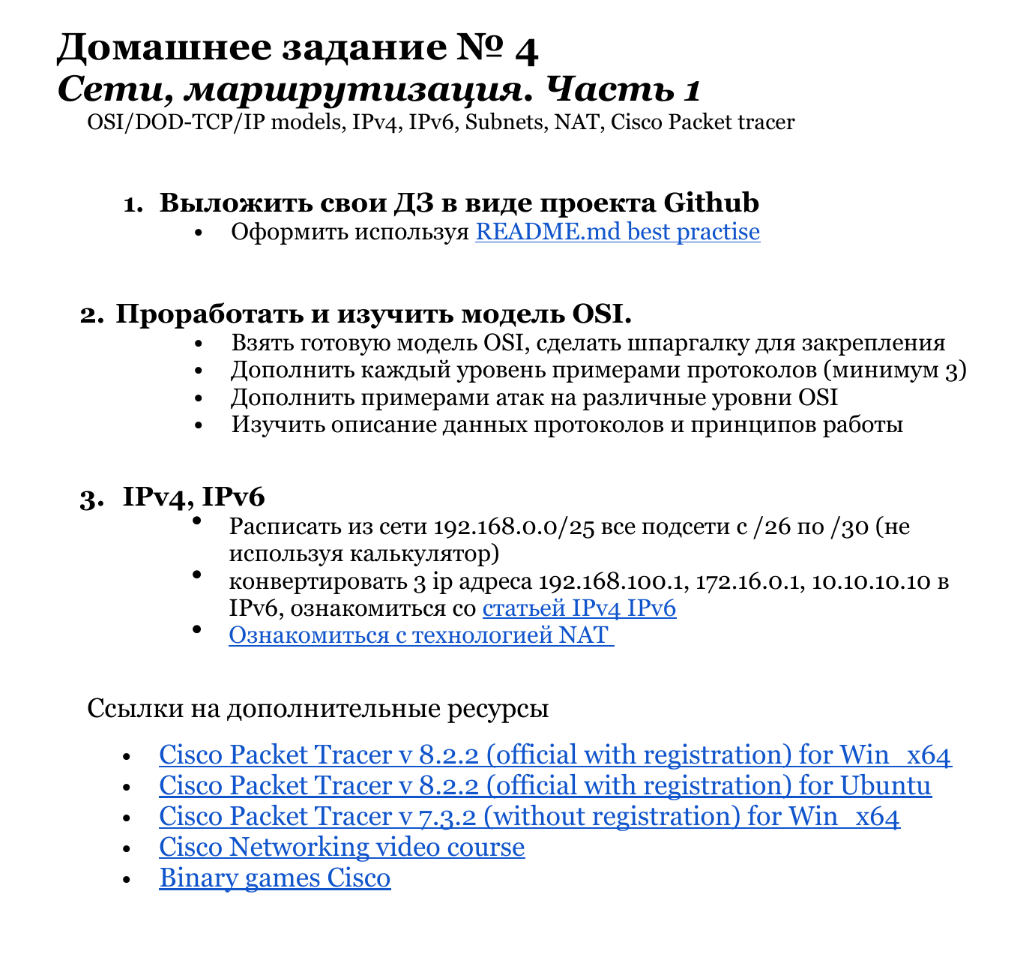 Домашнее задание № 4
Сети, маршрутизация. Часть 1
OSI/DOD-TCP/IP models, IPv4, IPv6, Subnets, NAT, Cisco Packet tracer
1. Выложить свои ДЗ в виде проекта Github
• Оформить используя README.md best practise
2. Проработать и изучить модель OSI.
• Взять готовую модель OSI, сделать шпаргалку для закрепления
• Дополнить каждый уровень примерами протоколов (минимум 3)
• Дополнить примерами атак на различные уровни OSI
• Изучить описание данных протоколов и принципов работы
3. IPv4, IPv6
• Расписать из сети 192.168.0.0/25 все подсети с /26 по /30 (не
используя калькулятор)
• конвертировать 3 ip адреса 192.168.100.1, 172.16.0.1, 10.10.10.10 в
IPv6, ознакомиться со статьей IPv4 IPv6
• Ознакомиться с технологией NAT
Ссылки на дополнительные ресурсы
• Cisco Packet Tracer v 8.2.2 (official with registration) for Win_x64
• Cisco Packet Tracer v 8.2.2 (official with registration) for Ubuntu
• Cisco Packet Tracer v 7.3.2 (without registration) for Win_x64
• Cisco Networking video course
• Binary games Cisco